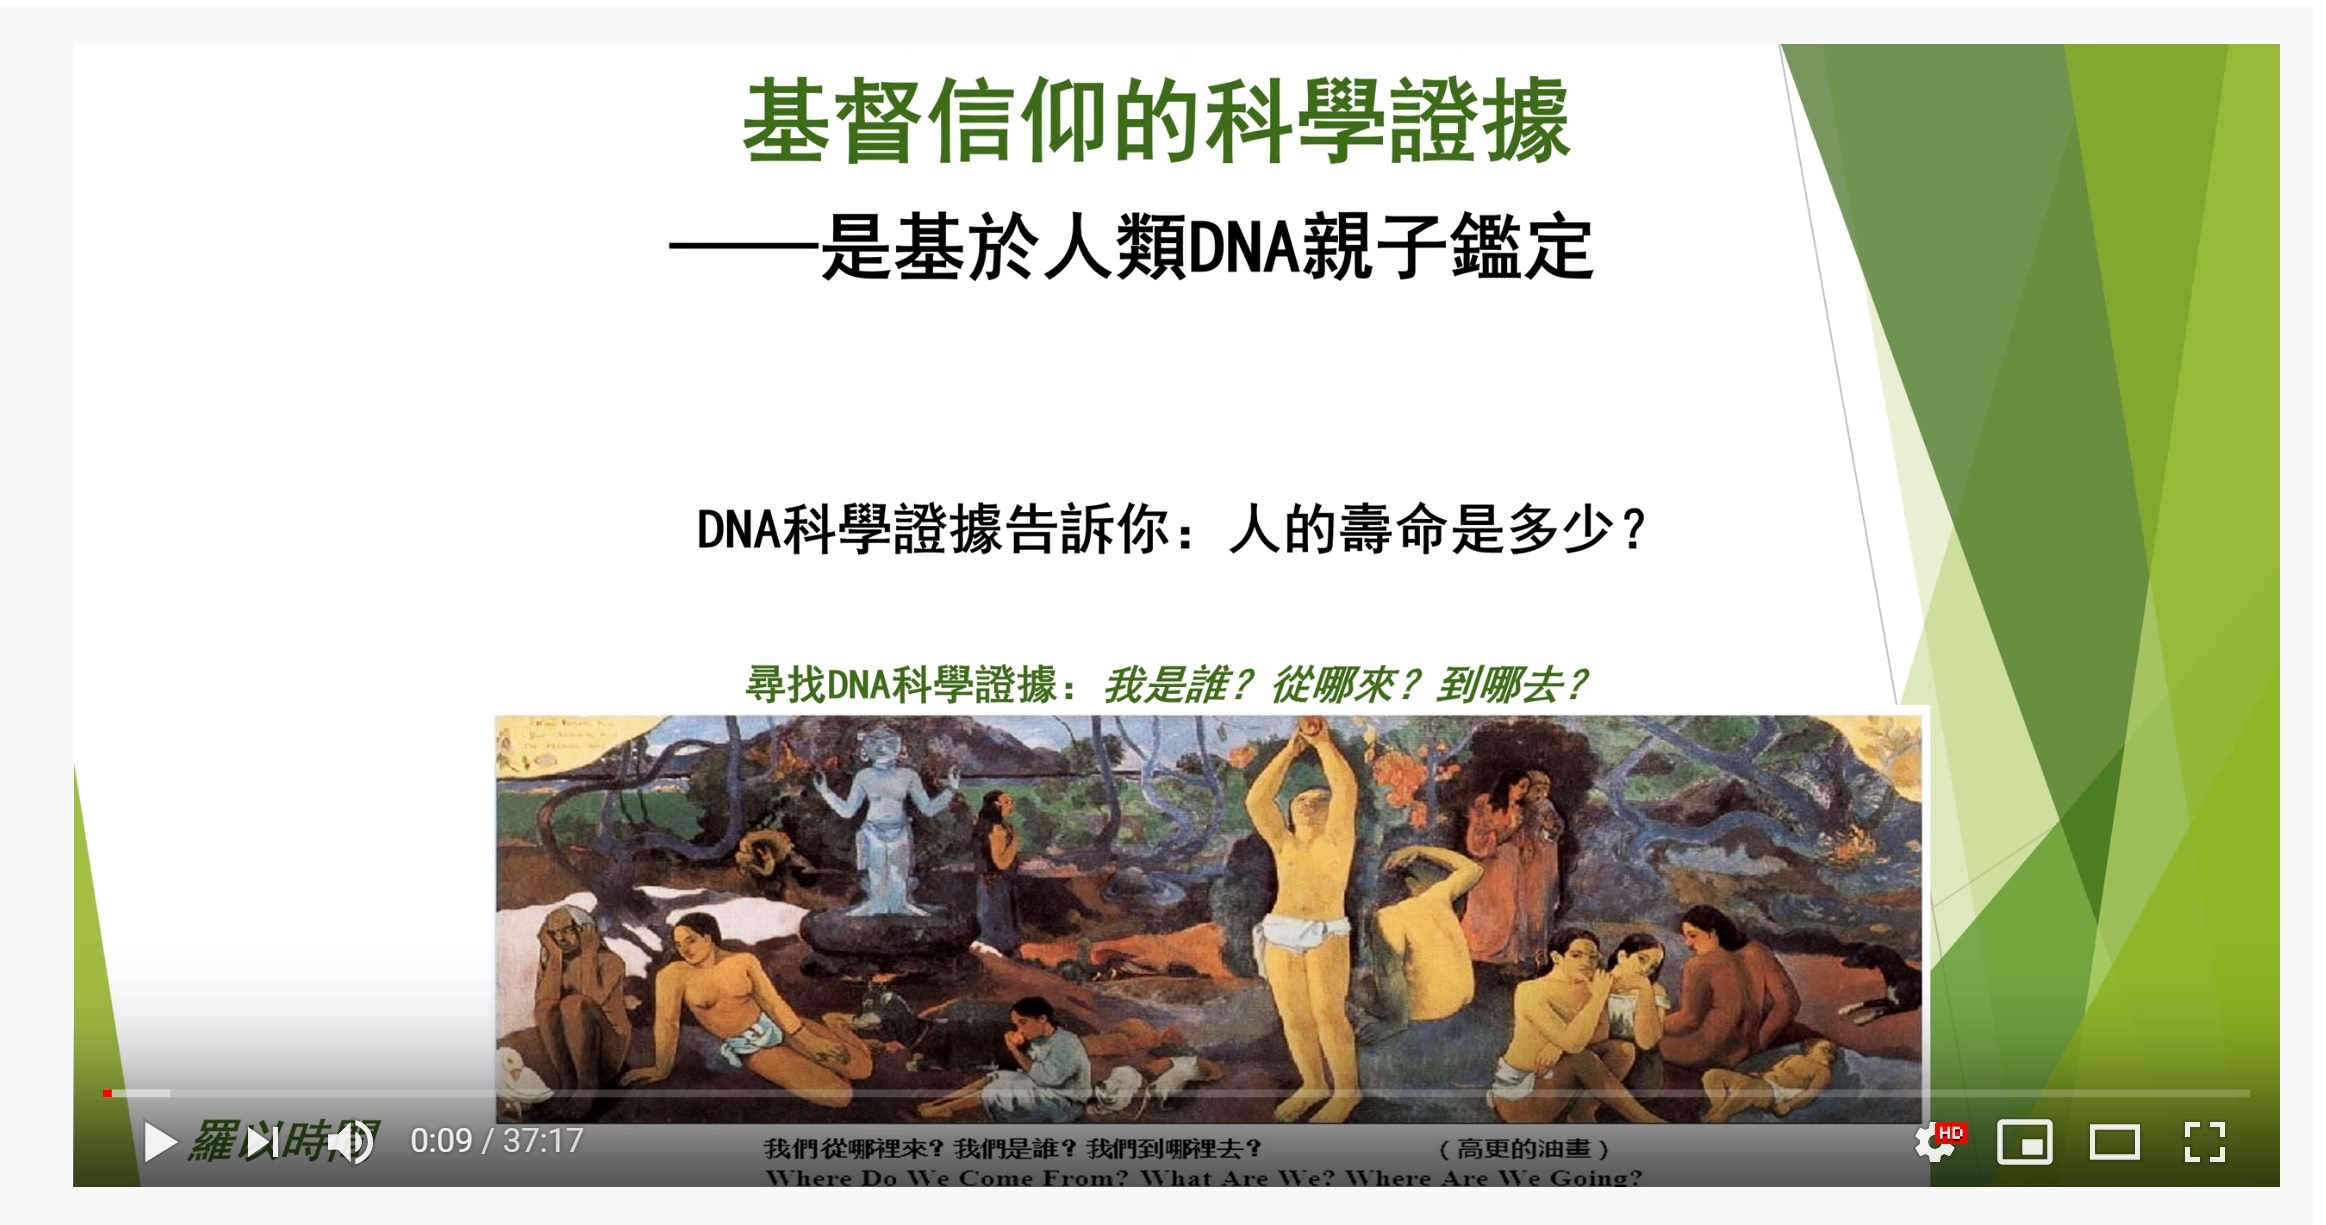 基督信仰的科學證據
——是基於人類DNA親子鑑定
DNA科學證據告訴你：人的壽命是多少？
尋找DNA科學證據：我是誰？從哪來？到哪去？
羅以時間
0:09 / 37:17
HD
我們從哪裡來？我們是誰？我們到哪裡去？ （高更的油畫）
Where Do We Come From? What Are We? Where Are We Going?